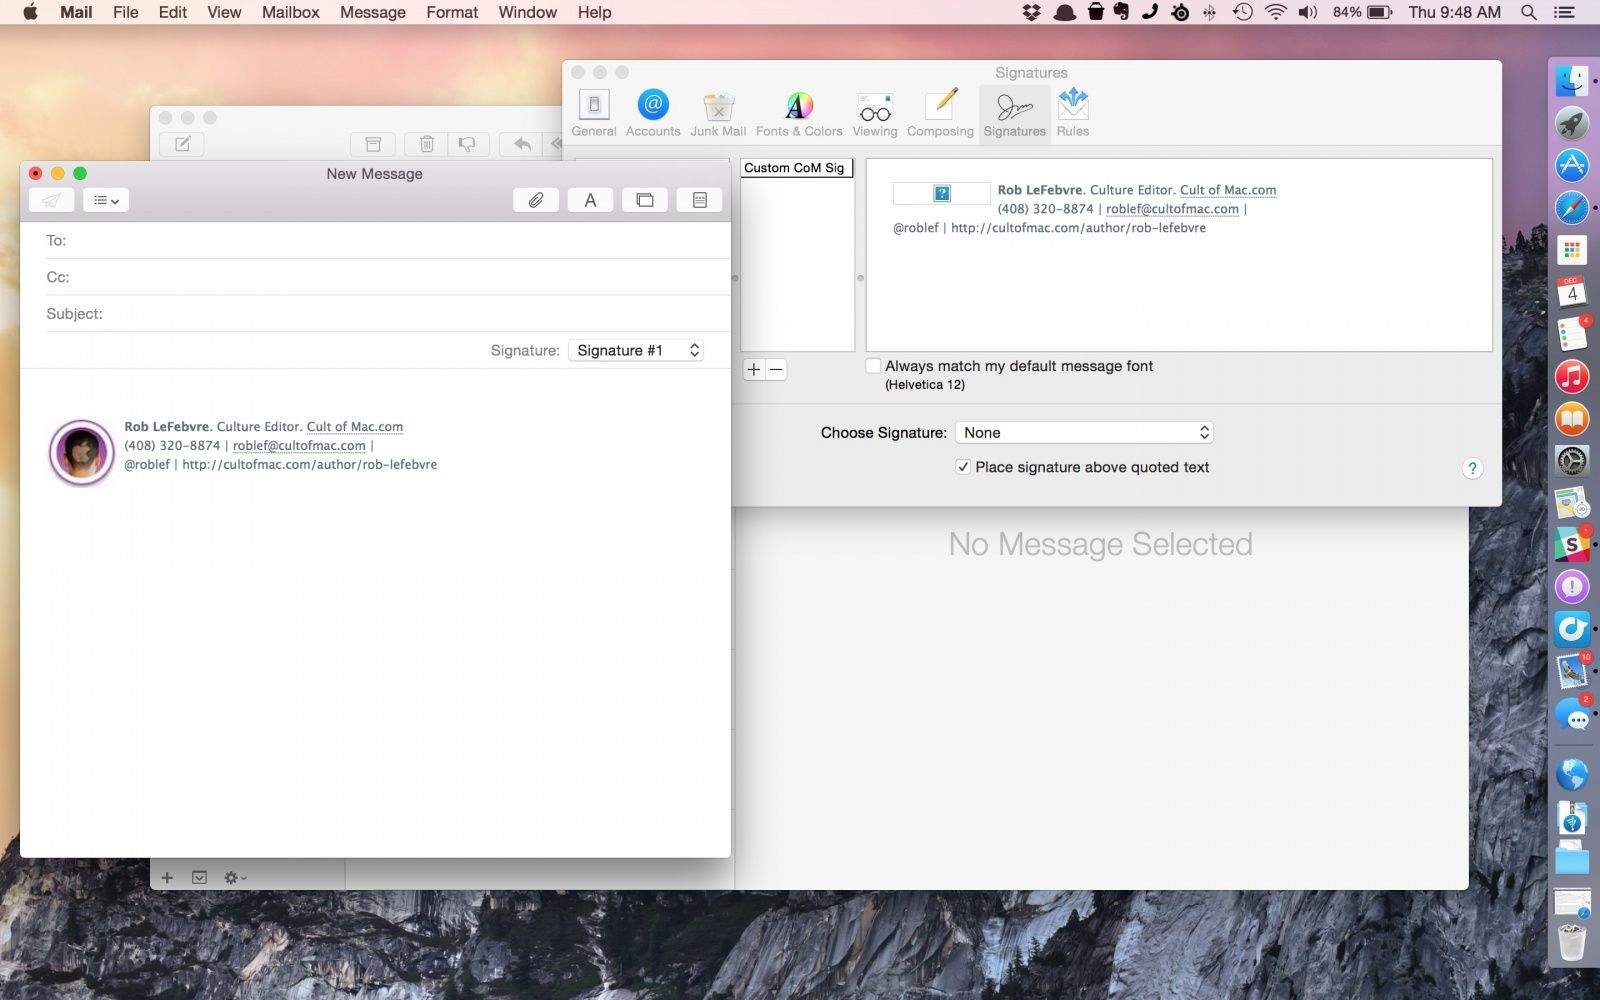 Mail File Edit View Mailbox Message Format Window Help 84% Thu 9:48 AM
Signatures
General Accounts Junk Mail Fonts & Colors Viewing Composing Signatures Rules
Custom CoM Sig
?
Rob LeFebvre. Culture Editor. Cult of Mac.com
(408) 320-8874 | roblef@cultofmac.com |
@roblef | http://cultofmac.com/author/rob-lefebvre
+ −
Always match my default message font
(Helvetica 12)
Choose Signature: None
Place signature above quoted text
?
New Message
A
To:
Cc:
Subject:
Signature: Signature #1
Rob LeFebvre. Culture Editor. Cult of Mac.com
(408) 320-8874 | roblef@cultofmac.com |
@roblef | http://cultofmac.com/author/rob-lefebvre
No Message Selected
+
DEC
4
4
S
!
10
2